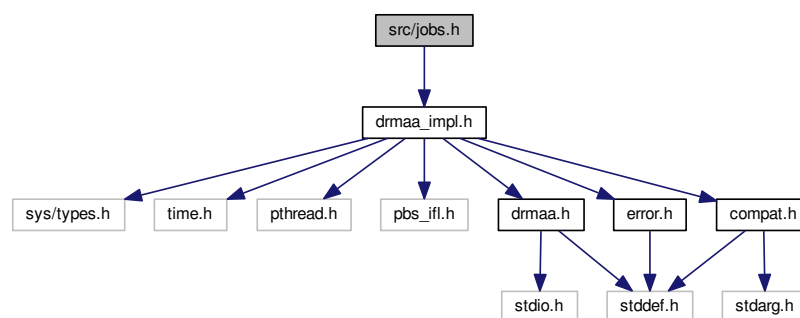 src/jobs.h
drmaa_impl.h
sys/types.h
time.h
pthread.h
pbs_ifl.h
drmaa.h
error.h
compat.h
stdio.h
stddef.h
stdarg.h